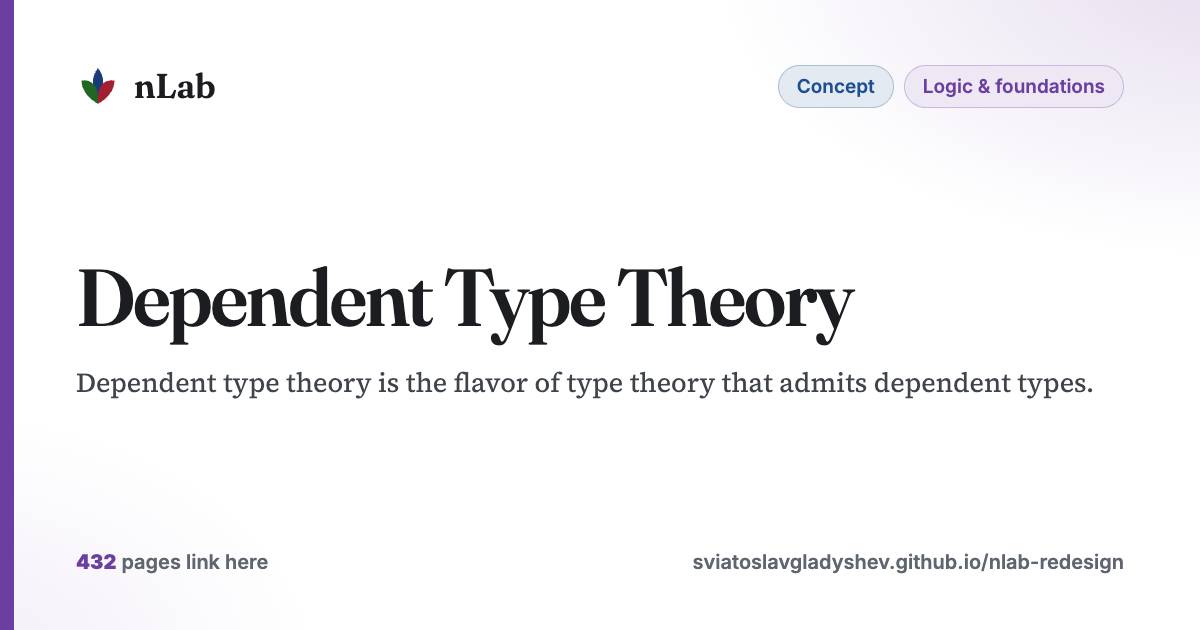 nLab
Concept
Logic & foundations
Dependent Type Theory
Dependent type theory is the flavor of type theory that admits dependent types.
432 pages link here
sviatoslavgladyshev.github.io/nlab-redesign